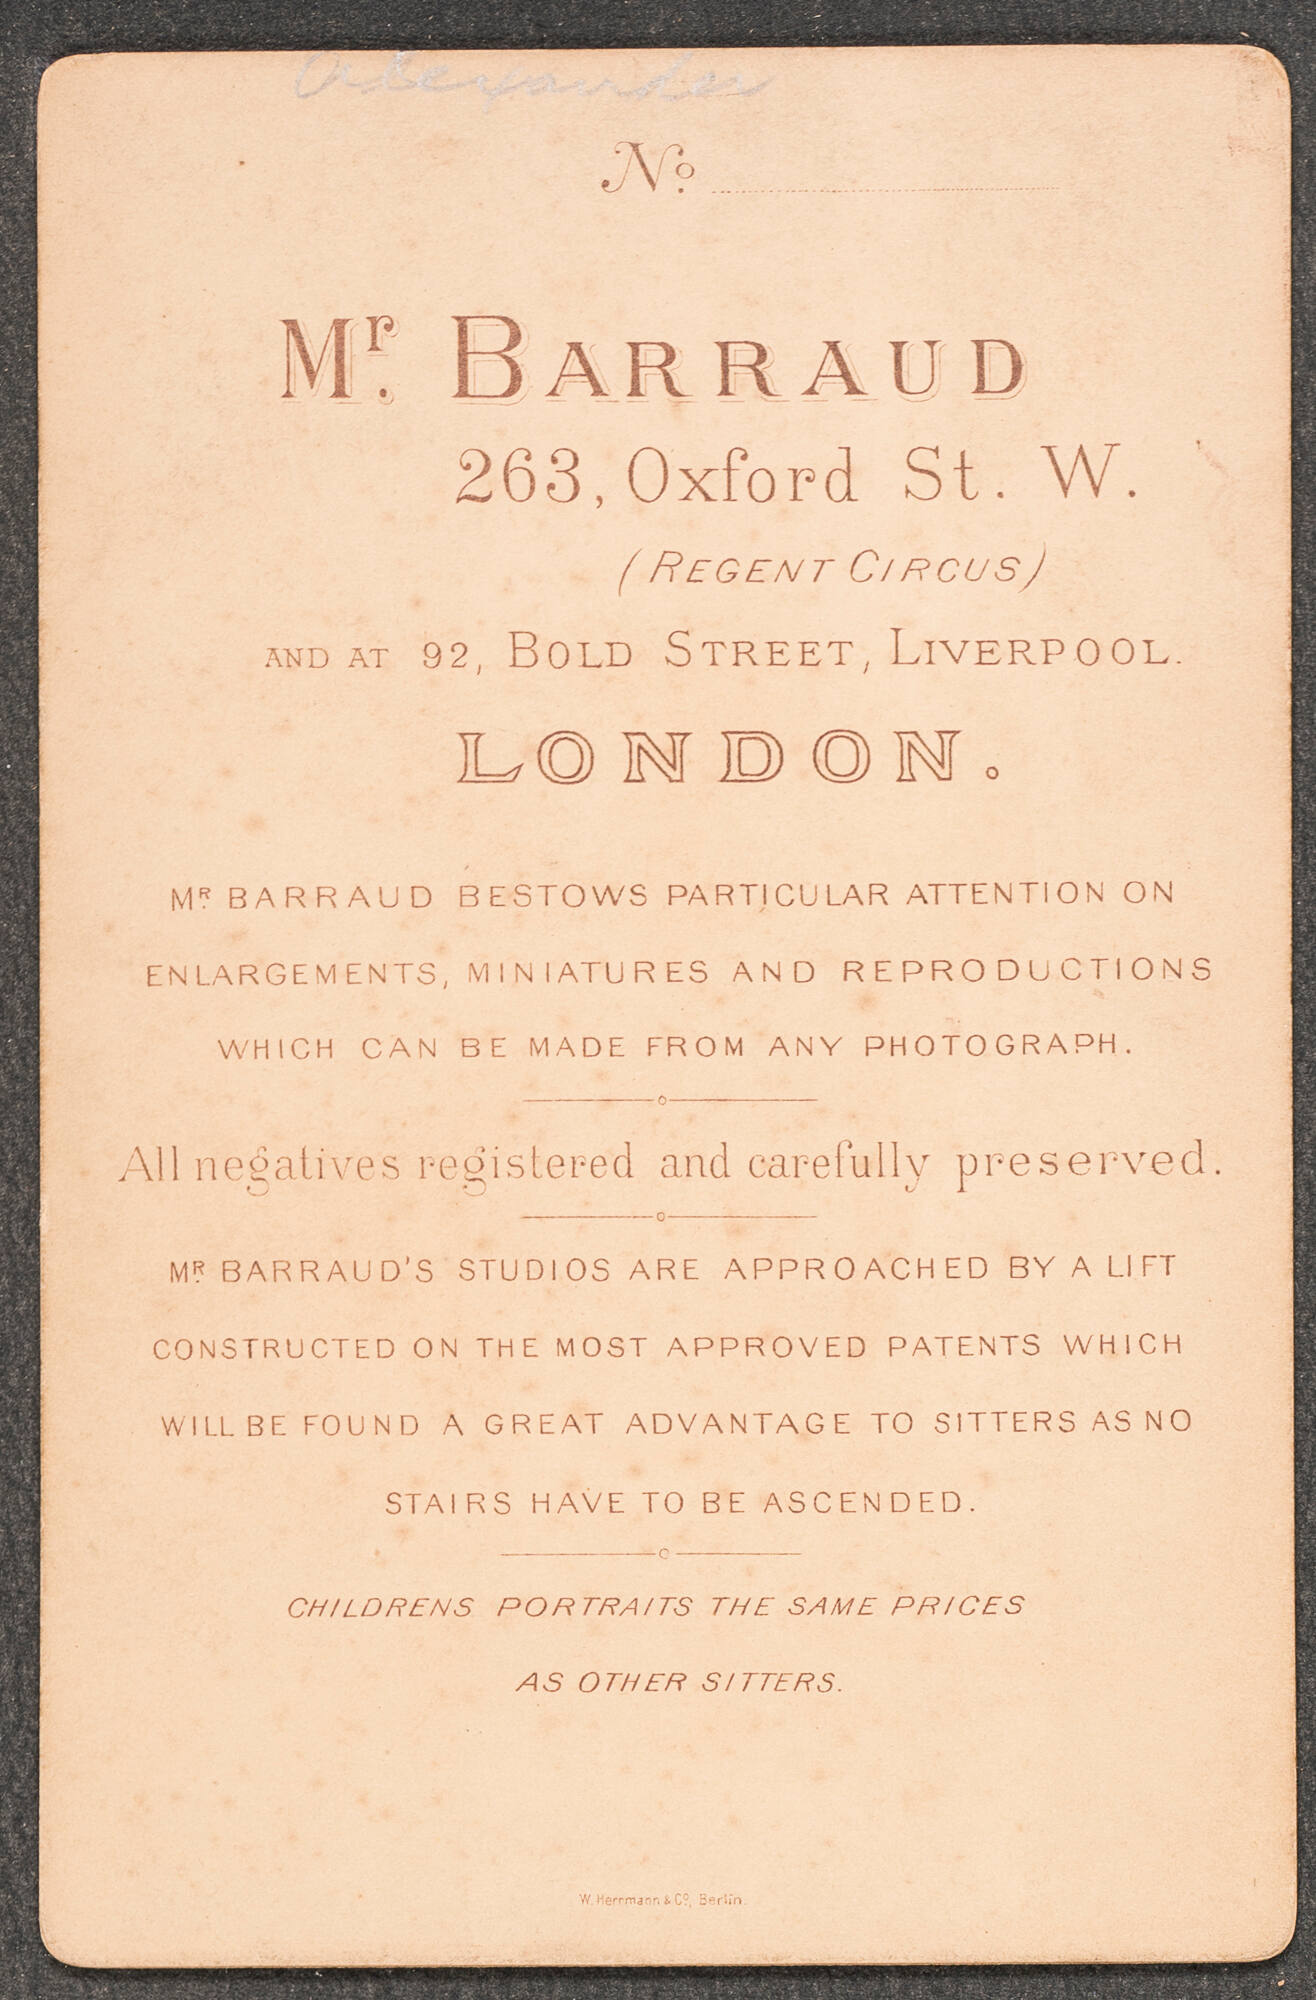 Alexander
No.
Mr. BARRAUD
263, Oxford St. W.
(REGENT CIRCUS)
AND AT 92, BOLD STREET, LIVERPOOL.
LONDON.
MR. BARRAUD BESTOWS PARTICULAR ATTENTION ON
ENLARGEMENTS, MINIATURES AND REPRODUCTIONS
WHICH CAN BE MADE FROM ANY PHOTOGRAPH.
All negatives registered and carefully preserved.
MR. BARRAUD'S STUDIOS ARE APPROACHED BY A LIFT
CONSTRUCTED ON THE MOST APPROVED PATENTS WHICH
WILL BE FOUND A GREAT ADVANTAGE TO SITTERS AS NO
STAIRS HAVE TO BE ASCENDED.
CHILDRENS PORTRAITS THE SAME PRICES
AS OTHER SITTERS.
W. Herrmann & Co., Berlin.